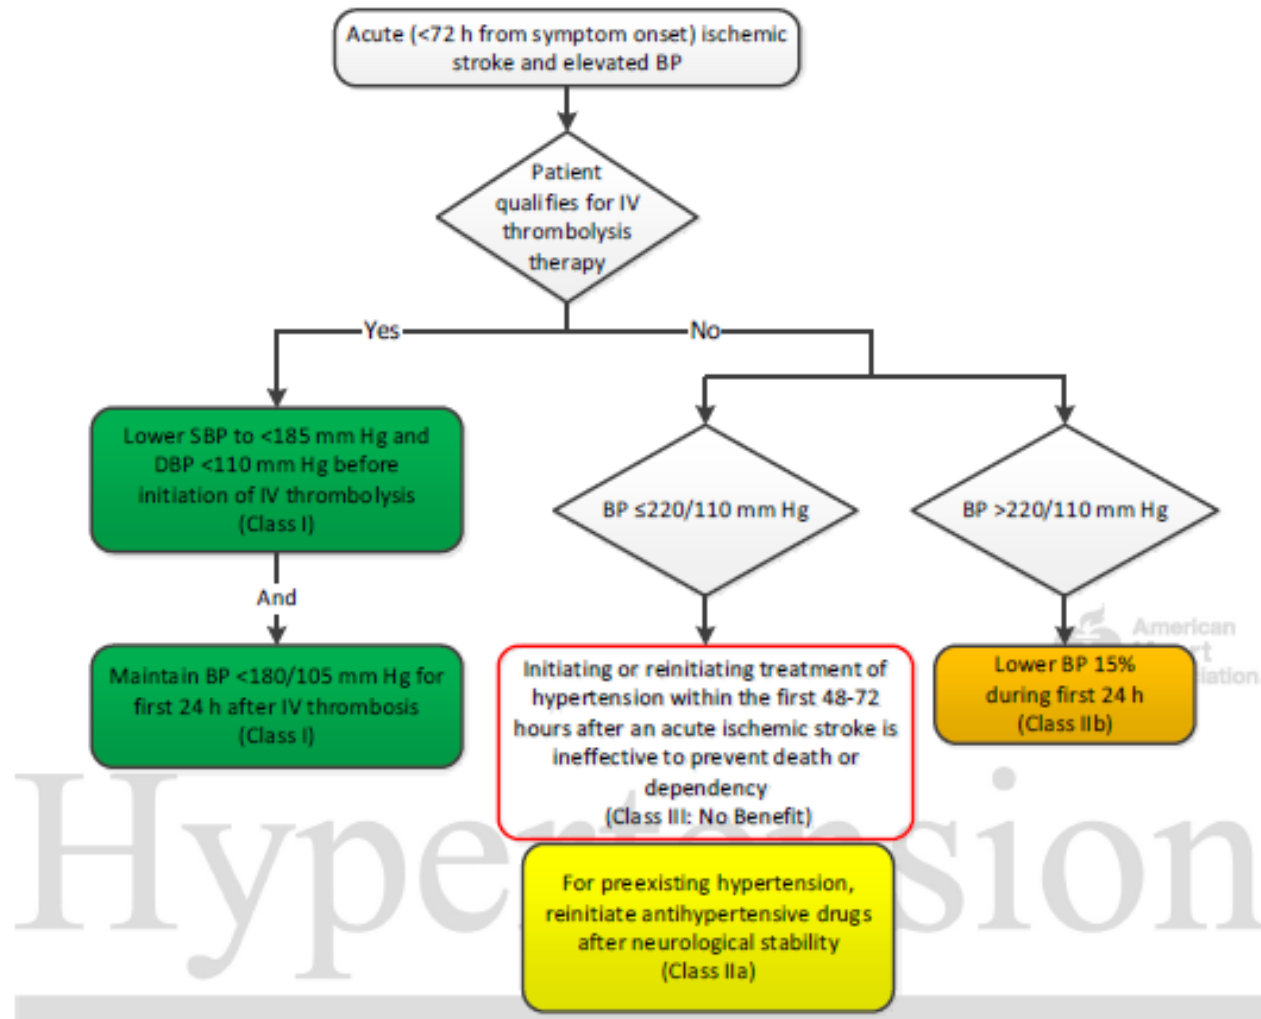 Acute (<72 h from symptom onset) ischemic
stroke and elevated BP
Patient
qualifies for IV
thrombolysis
therapy
Yes
No
Lower SBP to <185 mm Hg and
DBP <110 mm Hg before
initiation of IV thrombolysis
(Class I)
BP ≤220/110 mm Hg
BP >220/110 mm Hg
And
Maintain BP <180/105 mm Hg for
first 24 h after IV thrombosis
(Class I)
Initiating or reinitiating treatment of
hypertension within the first 48-72
hours after an acute ischemic stroke is
ineffective to prevent death or
dependency
(Class III: No Benefit)
American
Lower BP 15%
during first 24 h
(Class IIb)
For preexisting hypertension,
reinitiate antihypertensive drugs
after neurological stability
(Class IIa)
Hypertension